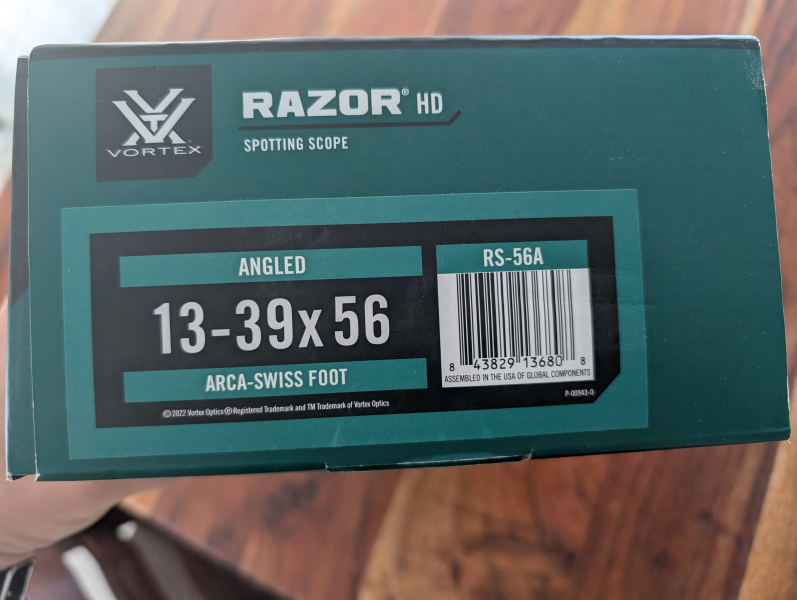 VORTEX
RAZOR® HD
SPOTTING SCOPE
ANGLED
13-39x56
ARCA-SWISS FOOT
RS-56A
8 43829 13680 8
ASSEMBLED IN THE USA OF GLOBAL COMPONENTS
P-00943-0
©2022 Vortex Optics ® Registered Trademark and TM Trademark of Vortex Optics